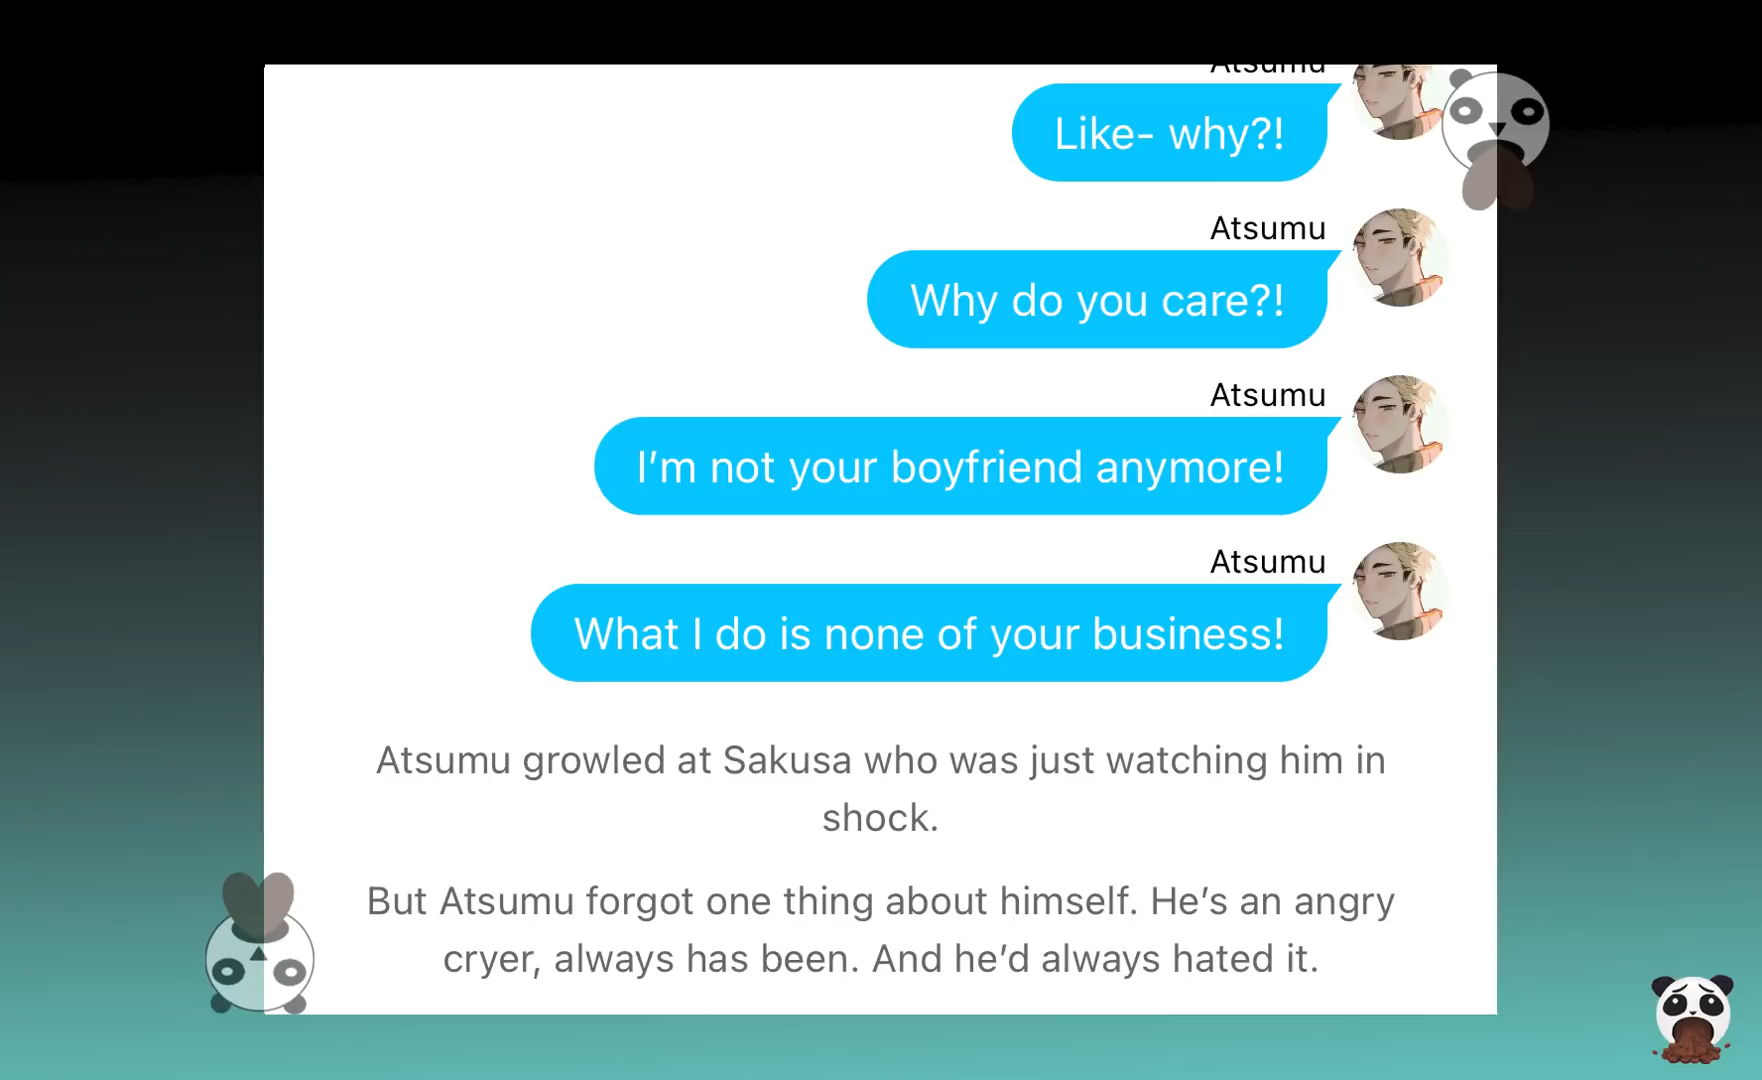 Atsumu
Like- why?!
Atsumu
Why do you care?!
Atsumu
I'm not your boyfriend anymore!
Atsumu
What I do is none of your business!
Atsumu growled at Sakusa who was just watching him in
shock.
But Atsumu forgot one thing about himself. He's an angry
cryer, always has been. And he'd always hated it.